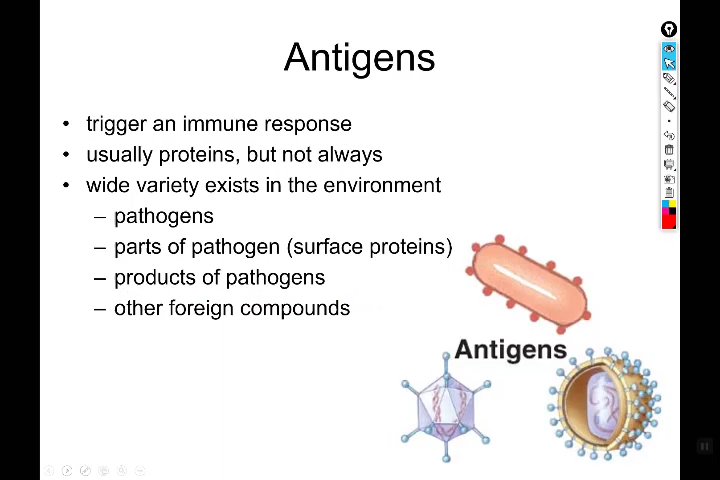 Antigens
• trigger an immune response
• usually proteins, but not always
• wide variety exists in the environment
– pathogens
– parts of pathogen (surface proteins)
– products of pathogens
– other foreign compounds
Antigens